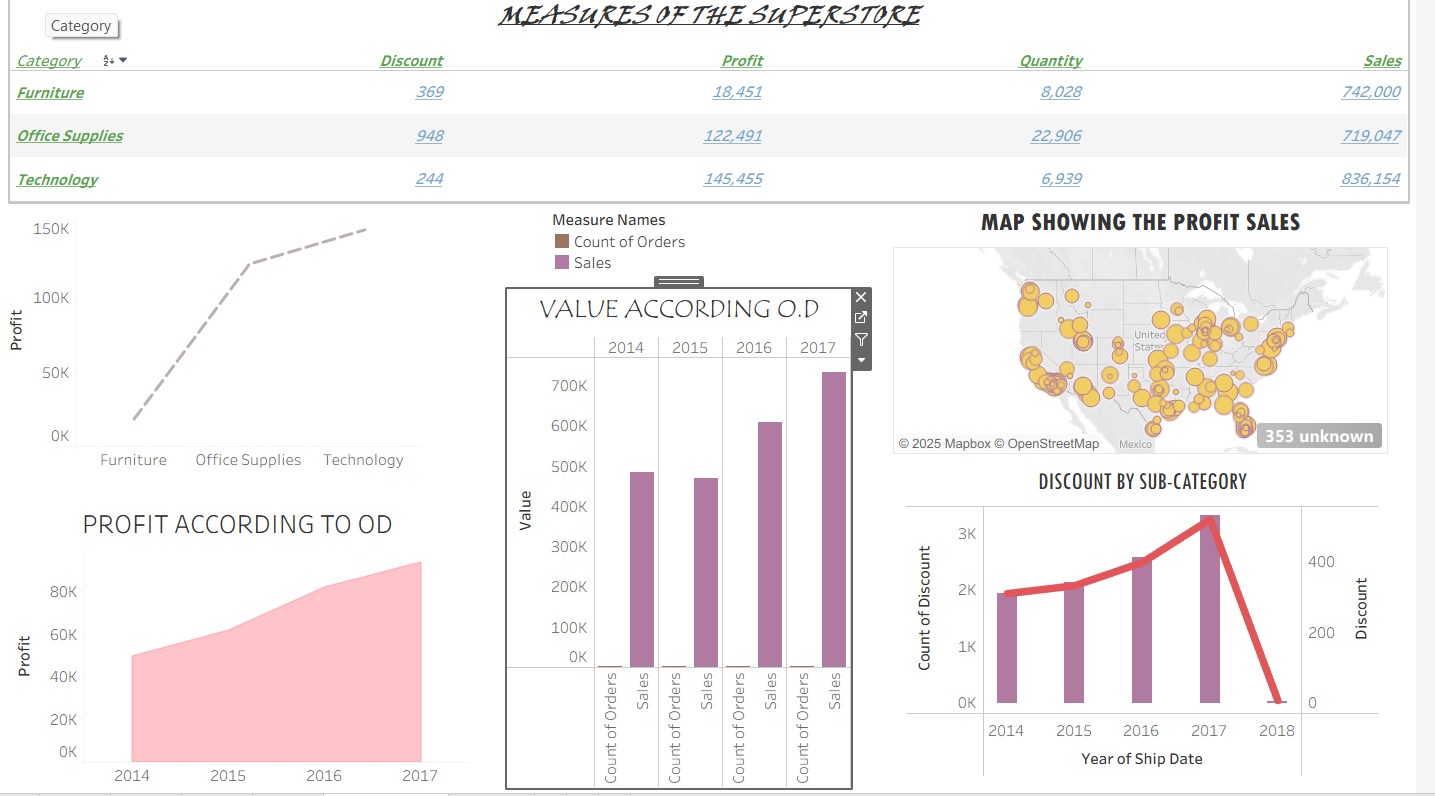 MEASURES OF THE SUPERSTORE
Category
Category Discount Profit Quantity Sales
Furniture 369 18,451 8,028 742,000
Office Supplies 948 122,491 22,906 719,047
Technology 244 145,455 6,939 836,154
150K
100K
50K
0K
Profit
Furniture Office Supplies Technology
PROFIT ACCORDING TO OD
80K
60K
40K
20K
0K
Profit
2014 2015 2016 2017
Measure Names
Count of Orders
Sales
VALUE ACCORDING O.D
2014 2015 2016 2017
700K
600K
500K
400K
300K
200K
100K
0K
Value
Count of Orders Sales Count of Orders Sales Count of Orders Sales Count of Orders Sales
MAP SHOWING THE PROFIT SALES
United
States
Mexico
© 2025 Mapbox © OpenStreetMap
353 unknown
DISCOUNT BY SUB-CATEGORY
3K
2K
1K
0K
Count of Discount
400
200
0
Discount
2014 2015 2016 2017 2018
Year of Ship Date